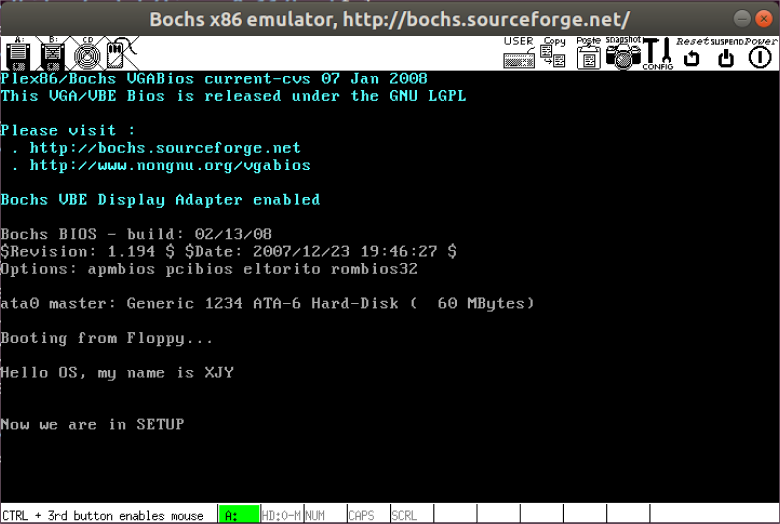 Bochs x86 emulator, http://bochs.sourceforge.net/
A: B: CD USER Copy Paste snapshot CONFIG Reset SUSPEND Power
Plex86/Bochs VGABios current-cvs 07 Jan 2008
This VGA/VBE Bios is released under the GNU LGPL
Please visit :
. http://bochs.sourceforge.net
. http://www.nongnu.org/vgabios
Bochs VBE Display Adapter enabled
Bochs BIOS - build: 02/13/08
$Revision: 1.194 $ $Date: 2007/12/23 19:46:27 $
Options: apmbios pcibios eltorito rombios32
ata0 master: Generic 1234 ATA-6 Hard-Disk ( 60 MBytes)
Booting from Floppy...
Hello OS, my name is XJY
Now we are in SETUP
CTRL + 3rd button enables mouse A: HD:0-M NUM CAPS SCRL